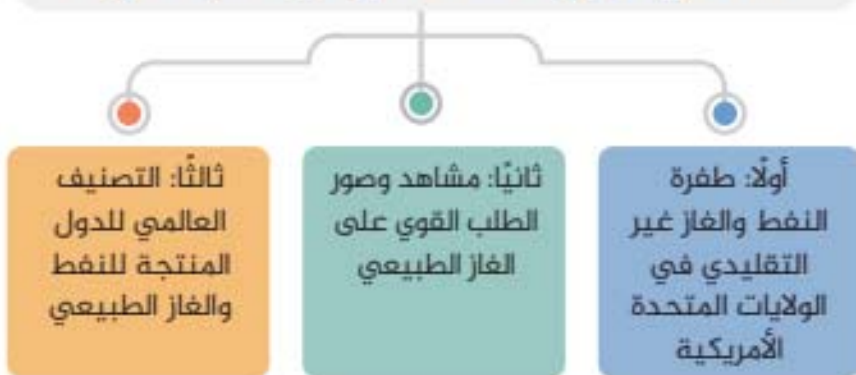 أولًا: طفرة
النفط والغاز غير
التقليدي في
الولايات المتحدة
الأمريكية
ثانيًا: مشاهد وصور
الطلب القوي على
الغاز الطبيعي
ثالثًا: التصنيف
العالمي للدول
المنتجة للنفط
والغاز الطبيعي